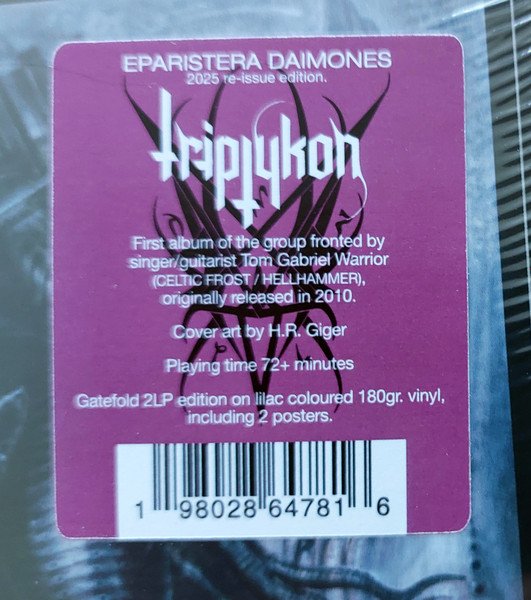 EPARISTERA DAIMONES
2025 re-issue edition.
triptykon
First album of the group fronted by
singer/guitarist Tom Gabriel Warrior
(CELTIC FROST / HELLHAMMER),
originally released in 2010.
Cover art by H.R. Giger
Playing time 72+ minutes
Gatefold 2LP edition on lilac coloured 180gr. vinyl,
including 2 posters.
1 98028 64781 6